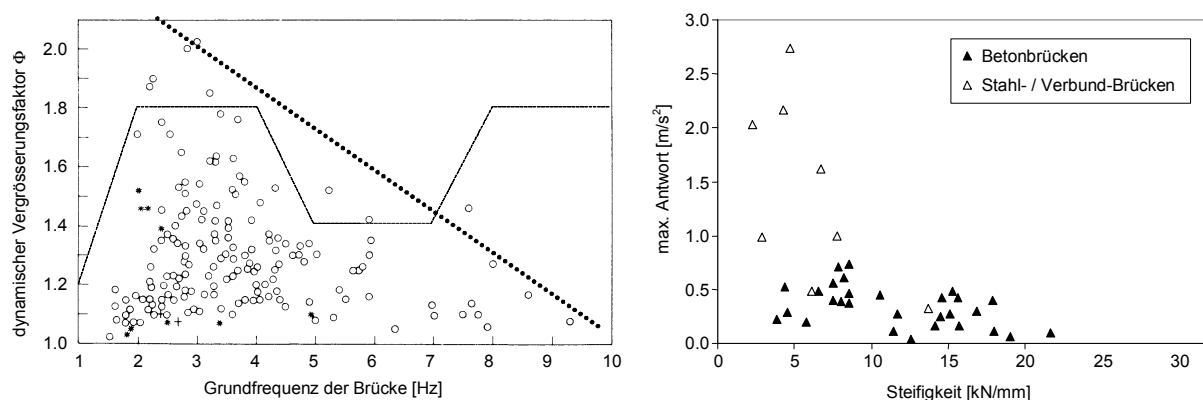 dynamischer Vergrösserungsfaktor Φ
2.0
1.8
1.6
1.4
1.2
1.0
1 2 3 4 5 6 7 8 9 10
Grundfrequenz der Brücke [Hz]
max. Antwort [m/s²]
3.0
2.5
2.0
1.5
1.0
0.5
0.0
0 5 10 15 20 25 30
Steifigkeit [kN/mm]
Betonbrücken
Stahl- / Verbund-Brücken